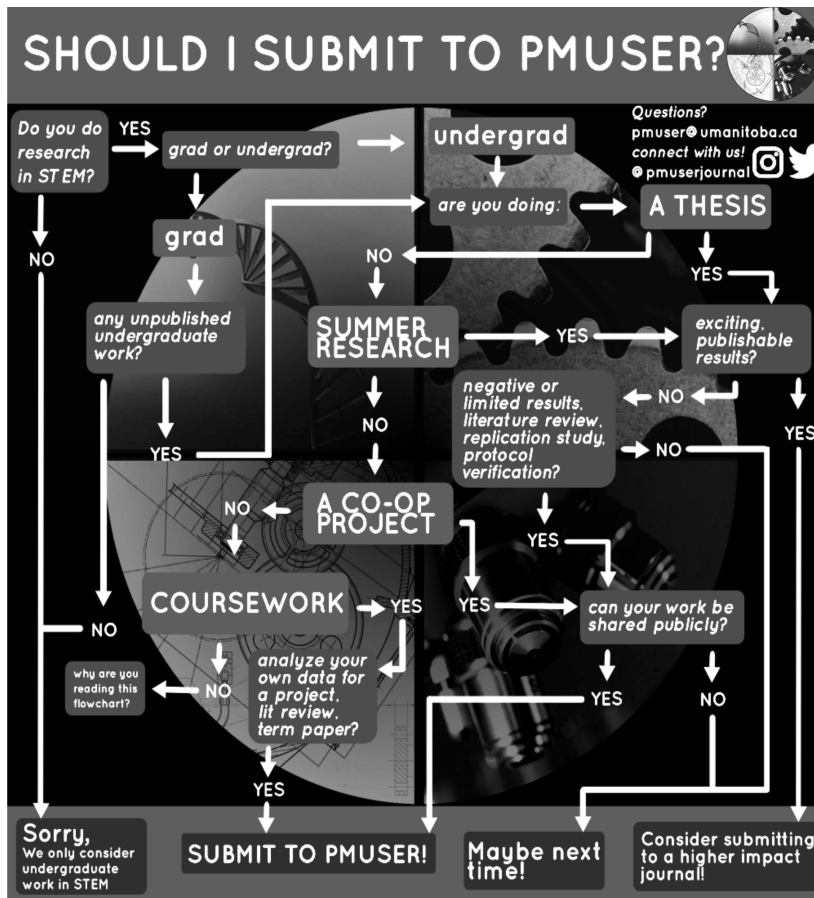 SHOULD I SUBMIT TO PMUSER?
Do you do
research
in STEM?
YES
grad or undergrad?
undergrad
Questions?
pmuser@umanitoba.ca
connect with us!
@pmuserjournal
are you doing:
A THESIS
NO
grad
NO
YES
any unpublished
undergraduate
work?
SUMMER
RESEARCH
YES
exciting,
publishable
results?
negative or
limited results,
literature review,
replication study,
protocol
verification?
NO
NO
YES
YES
NO
A CO-OP
PROJECT
NO
YES
COURSEWORK
YES
YES
can your work be
shared publicly?
NO
why are you
reading this
flowchart?
NO
analyze your
own data for
a project,
lit review,
term paper?
YES
NO
YES
Sorry,
We only consider
undergraduate
work in STEM
SUBMIT TO PMUSER!
Maybe next
time!
Consider submitting
to a higher impact
journal!